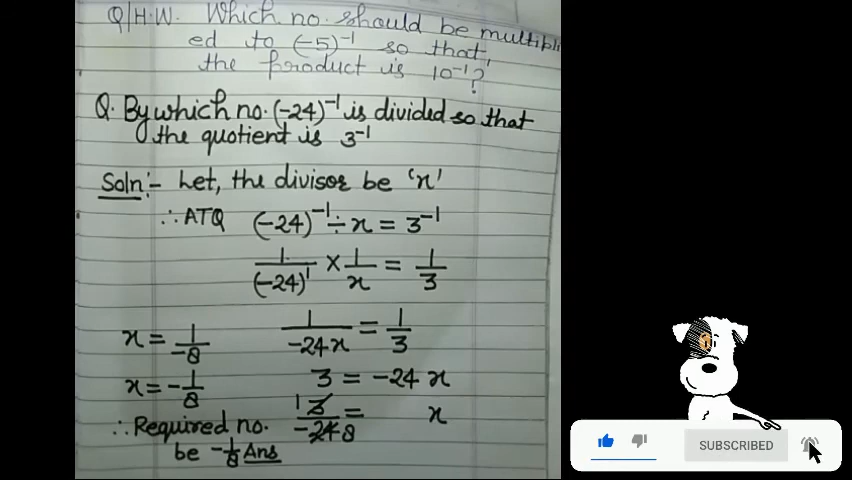 Q/H.W. Which no. should be multipli
ed to (-5)⁻¹ so that,
the product is 10⁻¹?
Q. By which no. (-24)⁻¹ is divided so that
the quotient is 3⁻¹
Soln:- Let, the divisor be 'x'
∴ ATQ (-24)⁻¹ ÷ x = 3⁻¹
1/(-24)¹ × 1/x = 1/3
1/-24x = 1/3
3 = -24 x
1 3/-24 8 = x
x = 1/-8
x = -1/8
∴ Required no.
be -1/8 Ans
SUBSCRIBED